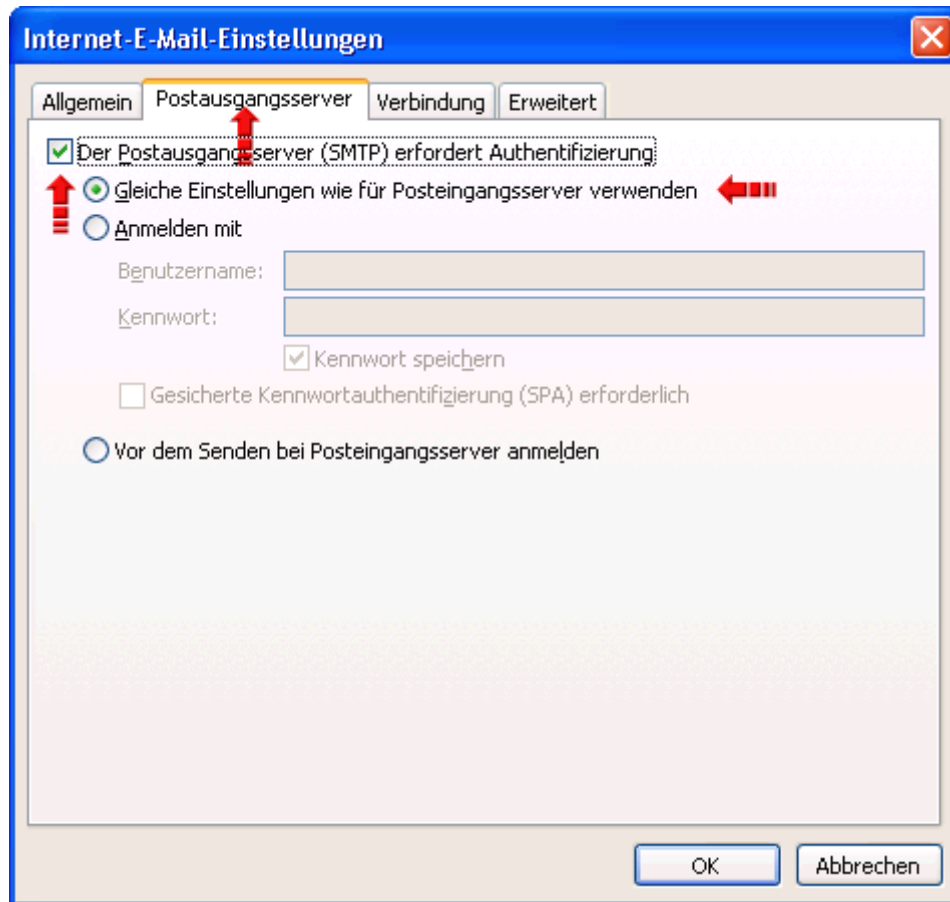 Internet-E-Mail-Einstellungen
Allgemein Postausgangsserver Verbindung Erweitert
Der Postausgangsserver (SMTP) erfordert Authentifizierung
Gleiche Einstellungen wie für Posteingangsserver verwenden
Anmelden mit
Benutzername:
Kennwort:
Kennwort speichern
Gesicherte Kennwortauthentifizierung (SPA) erforderlich
Vor dem Senden bei Posteingangsserver anmelden
OK Abbrechen